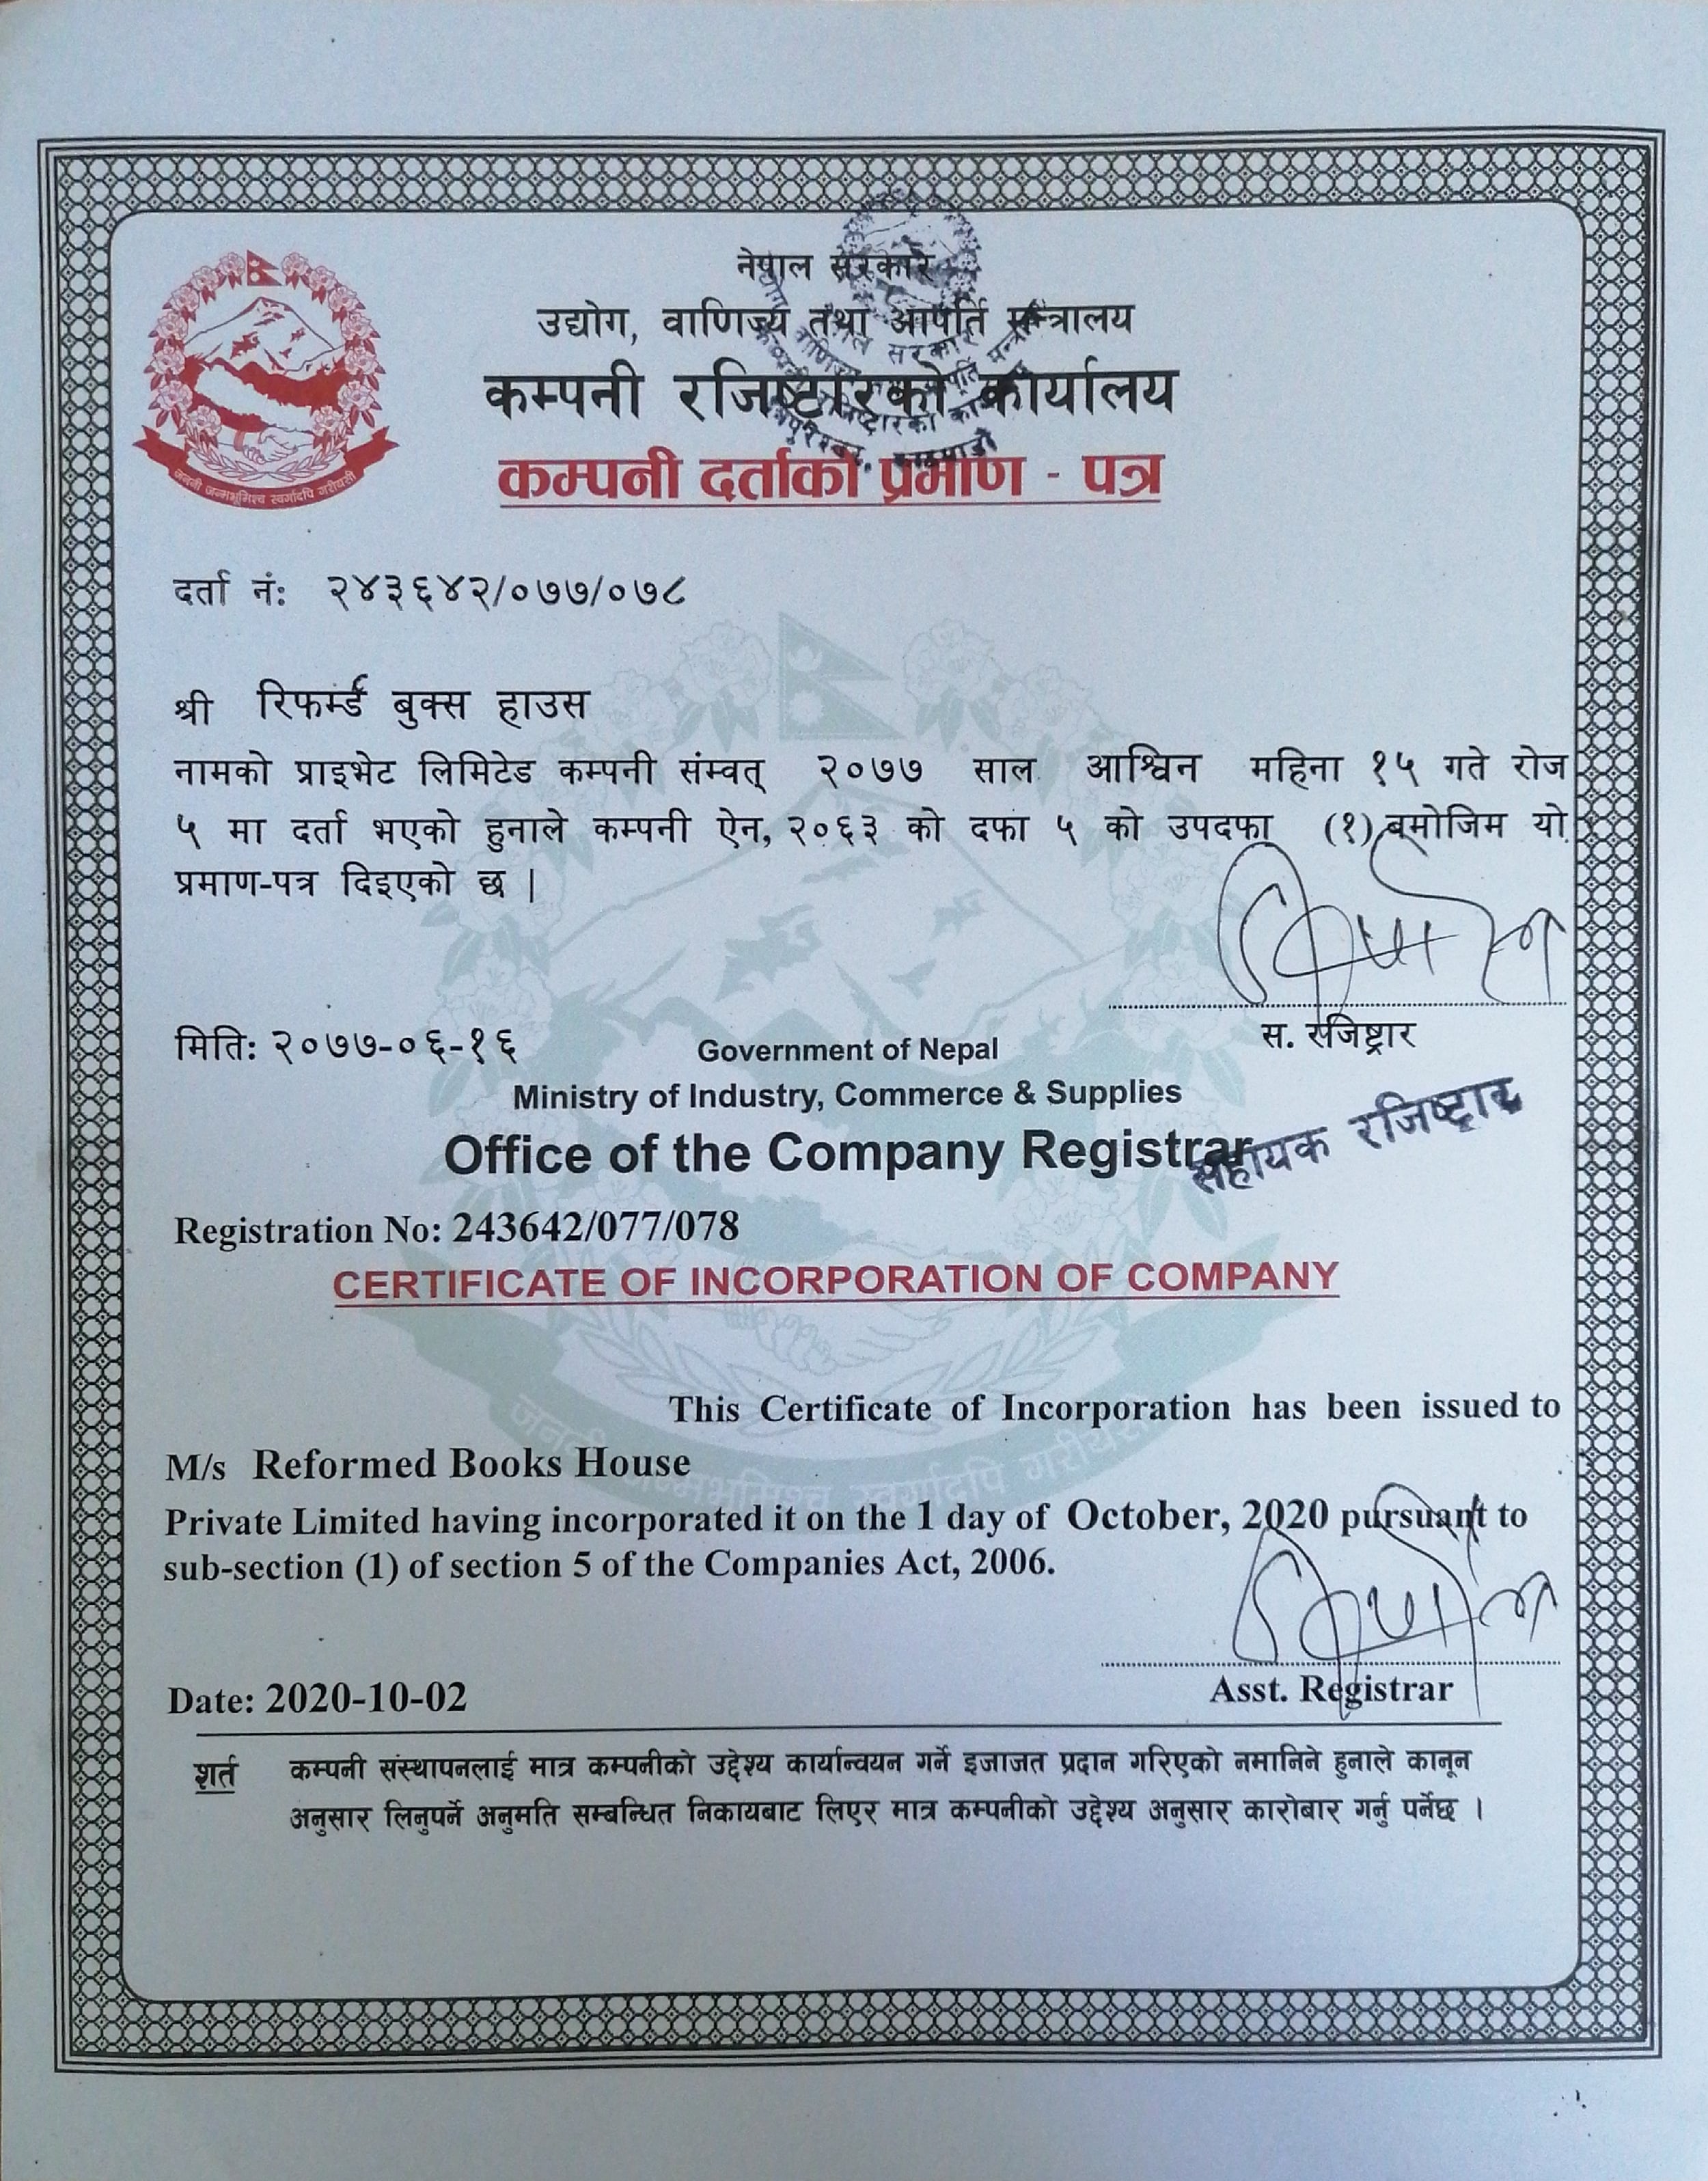 नेपाल सरकार
उद्योग, वाणिज्य तथा आपूर्ति मन्त्रालय
कम्पनी रजिष्टारको कार्यालय
कम्पनी दर्ताको प्रमाण - पत्र
जननी जन्मभूमिश्च स्वर्गादपि गरीयसी
दर्ता नं: २४३६४२/०७७/०७८
श्री रिफर्म्ड बुक्स हाउस
नामको प्राइभेट लिमिटेड कम्पनी संम्वत् २०७७ साल आश्विन महिना १५ गते रोज
५ मा दर्ता भएको हुनाले कम्पनी ऐन, २०६३ को दफा ५ को उपदफा (१) बमोजिम यो
प्रमाण-पत्र दिइएको छ |
स. रजिष्ट्रार
मिति: २०७७-०६-१६
Government of Nepal
Ministry of Industry, Commerce & Supplies
Office of the Company Registrar
सहायक रजिष्ट्रार
Registration No: 243642/077/078
CERTIFICATE OF INCORPORATION OF COMPANY
This Certificate of Incorporation has been issued to
M/s Reformed Books House
Private Limited having incorporated it on the 1 day of October, 2020 pursuant to
sub-section (1) of section 5 of the Companies Act, 2006.
Asst. Registrar
Date: 2020-10-02
शर्त कम्पनी संस्थापनलाई मात्र कम्पनीको उद्देश्य कार्यान्वयन गर्ने इजाजत प्रदान गरिएको नमानिने हुनाले कानून
अनुसार लिनुपर्ने अनुमति सम्बन्धित निकायबाट लिएर मात्र कम्पनीको उद्देश्य अनुसार कारोबार गर्नु पर्नेछ ।